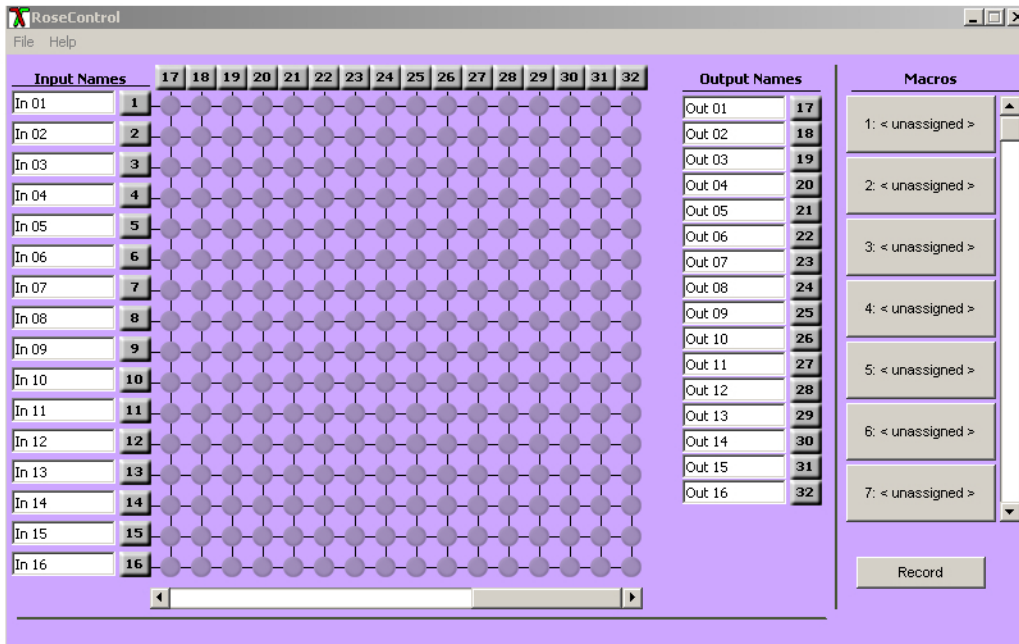 RoseControl
File Help
Input Names 17 18 19 20 21 22 23 24 25 26 27 28 29 30 31 32 Output Names Macros
In 01 1
In 02 2
In 03 3
In 04 4
In 05 5
In 06 6
In 07 7
In 08 8
In 09 9
In 10 10
In 11 11
In 12 12
In 13 13
In 14 14
In 15 15
In 16 16
Out 01 17
Out 02 18
Out 03 19
Out 04 20
Out 05 21
Out 06 22
Out 07 23
Out 08 24
Out 09 25
Out 10 26
Out 11 27
Out 12 28
Out 13 29
Out 14 30
Out 15 31
Out 16 32
1: < unassigned >
2: < unassigned >
3: < unassigned >
4: < unassigned >
5: < unassigned >
6: < unassigned >
7: < unassigned >
Record